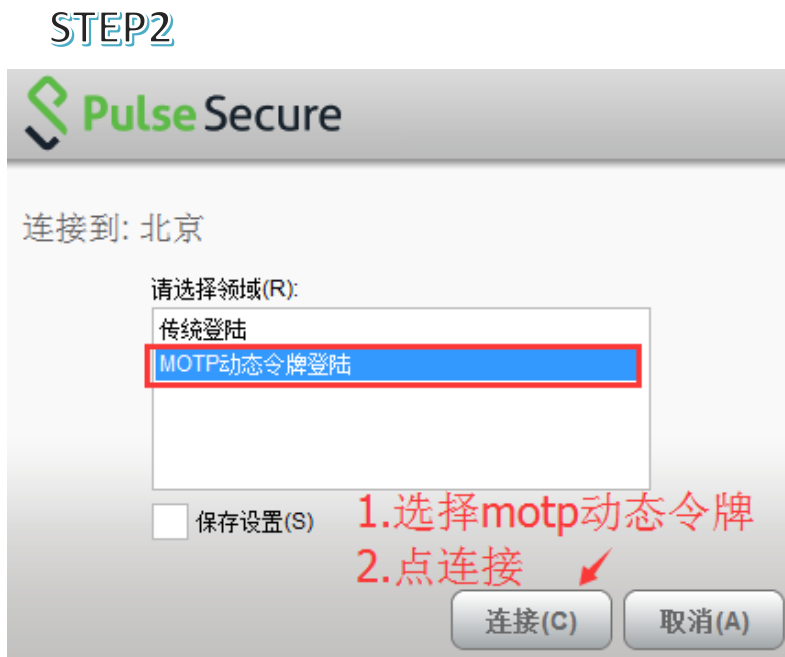 STEP2
Pulse Secure
连接到: 北京
请选择领域(R):
传统登陆
MOTP动态令牌登陆
保存设置(S)
1.选择motp动态令牌
2.点连接
连接(C)
取消(A)